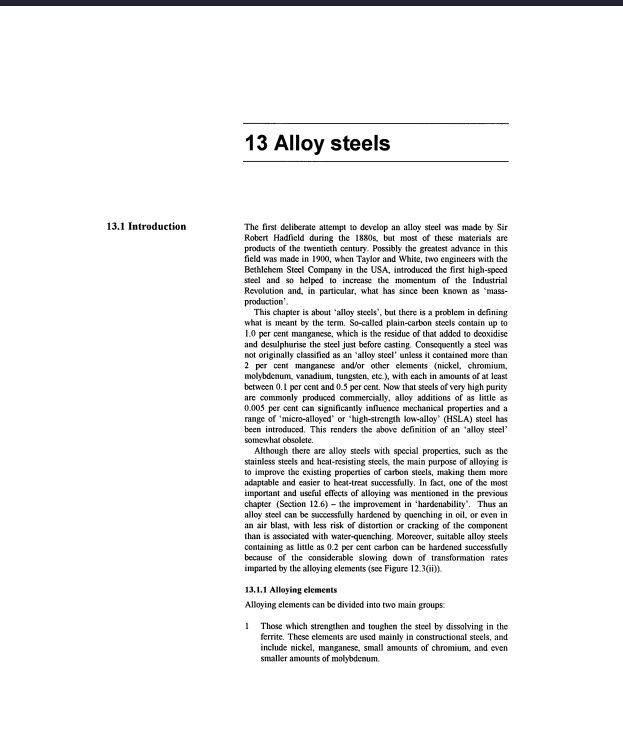 13 Alloy steels
13.1 Introduction
The first deliberate attempt to develop an alloy steel was made by Sir
Robert Hadfield during the 1880s, but most of these materials are
products of the twentieth century. Possibly the greatest advance in this
field was made in 1900, when Taylor and White, two engineers with the
Bethlehem Steel Company in the USA, introduced the first high-speed
steel and so helped to increase the momentum of the Industrial
Revolution and, in particular, what has since been known as ‘mass-
production’.
This chapter is about ‘alloy steels’, but there is a problem in defining
what is meant by the term. So-called plain-carbon steels contain up to
1.0 per cent manganese, which is the residue of that added to deoxidise
and desulphurise the steel just before casting. Consequently a steel was
not originally classified as an ‘alloy steel’ unless it contained more than
2 per cent manganese and/or other elements (nickel, chromium,
molybdenum, vanadium, tungsten, etc.), with each in amounts of at least
between 0.1 per cent and 0.5 per cent. Now that steels of very high purity
are commonly produced commercially, alloy additions of as little as
0.005 per cent can significantly influence mechanical properties and a
range of ‘micro-alloyed’ or ‘high-strength low-alloy’ (HSLA) steel has
been introduced. This renders the above definition of an ‘alloy steel’
somewhat obsolete.
Although there are alloy steels with special properties, such as the
stainless steels and heat-resisting steels, the main purpose of alloying is
to improve the existing properties of carbon steels, making them more
adaptable and easier to heat-treat successfully. In fact, one of the most
important and useful effects of alloying was mentioned in the previous
chapter (Section 12.6) – the improvement in ‘hardenability’. Thus an
alloy steel can be successfully hardened by quenching in oil, or even in
an air blast, with less risk of distortion or cracking of the component
than is associated with water-quenching. Moreover, suitable alloy steels
containing as little as 0.2 per cent carbon can be hardened successfully
because of the considerable slowing down of transformation rates
imparted by the alloying elements (see Figure 12.3(ii)).
13.1.1 Alloying elements
Alloying elements can be divided into two main groups:
1 Those which strengthen and toughen the steel by dissolving in the
ferrite. These elements are used mainly in constructional steels, and
include nickel, manganese, small amounts of chromium, and even
smaller amounts of molybdenum.